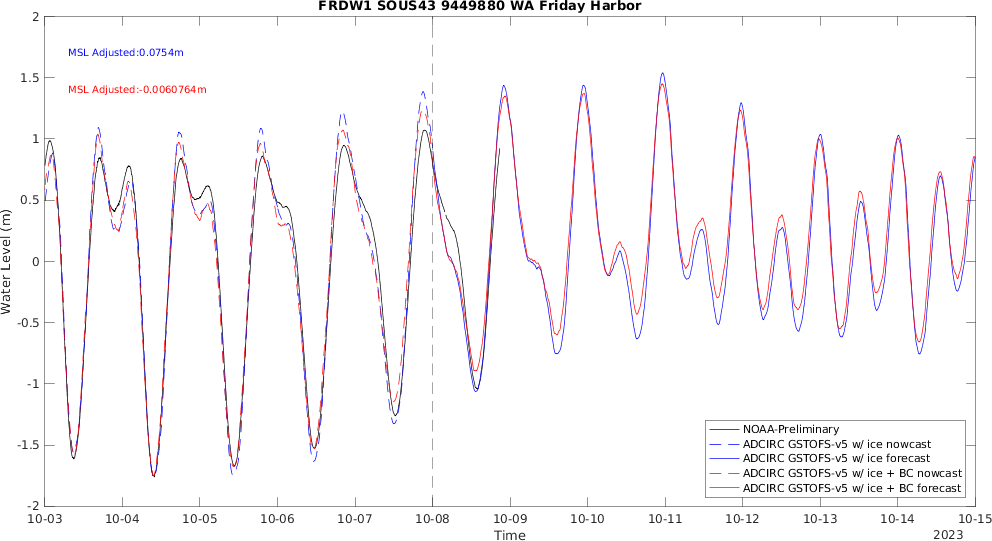 FRDW1 SOUS43 9449880 WA Friday Harbor
MSL Adjusted:0.0754m
MSL Adjusted:-0.0060764m
Water Level (m)
2
1.5
1
0.5
0
-0.5
-1
-1.5
-2
NOAA-Preliminary
ADCIRC GSTOFS-v5 w/ ice nowcast
ADCIRC GSTOFS-v5 w/ ice forecast
ADCIRC GSTOFS-v5 w/ ice + BC nowcast
ADCIRC GSTOFS-v5 w/ ice + BC forecast
10-03 10-04 10-05 10-06 10-07 10-08 10-09 10-10 10-11 10-12 10-13 10-14 10-15
Time
2023